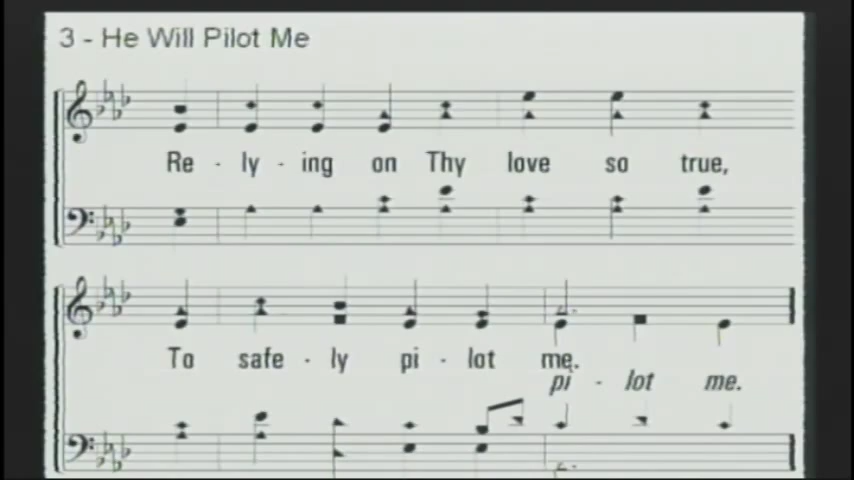 3 - He Will Pilot Me
Re - ly - ing on Thy love so true,
To safe - ly pi - lot me.
pi - lot me.